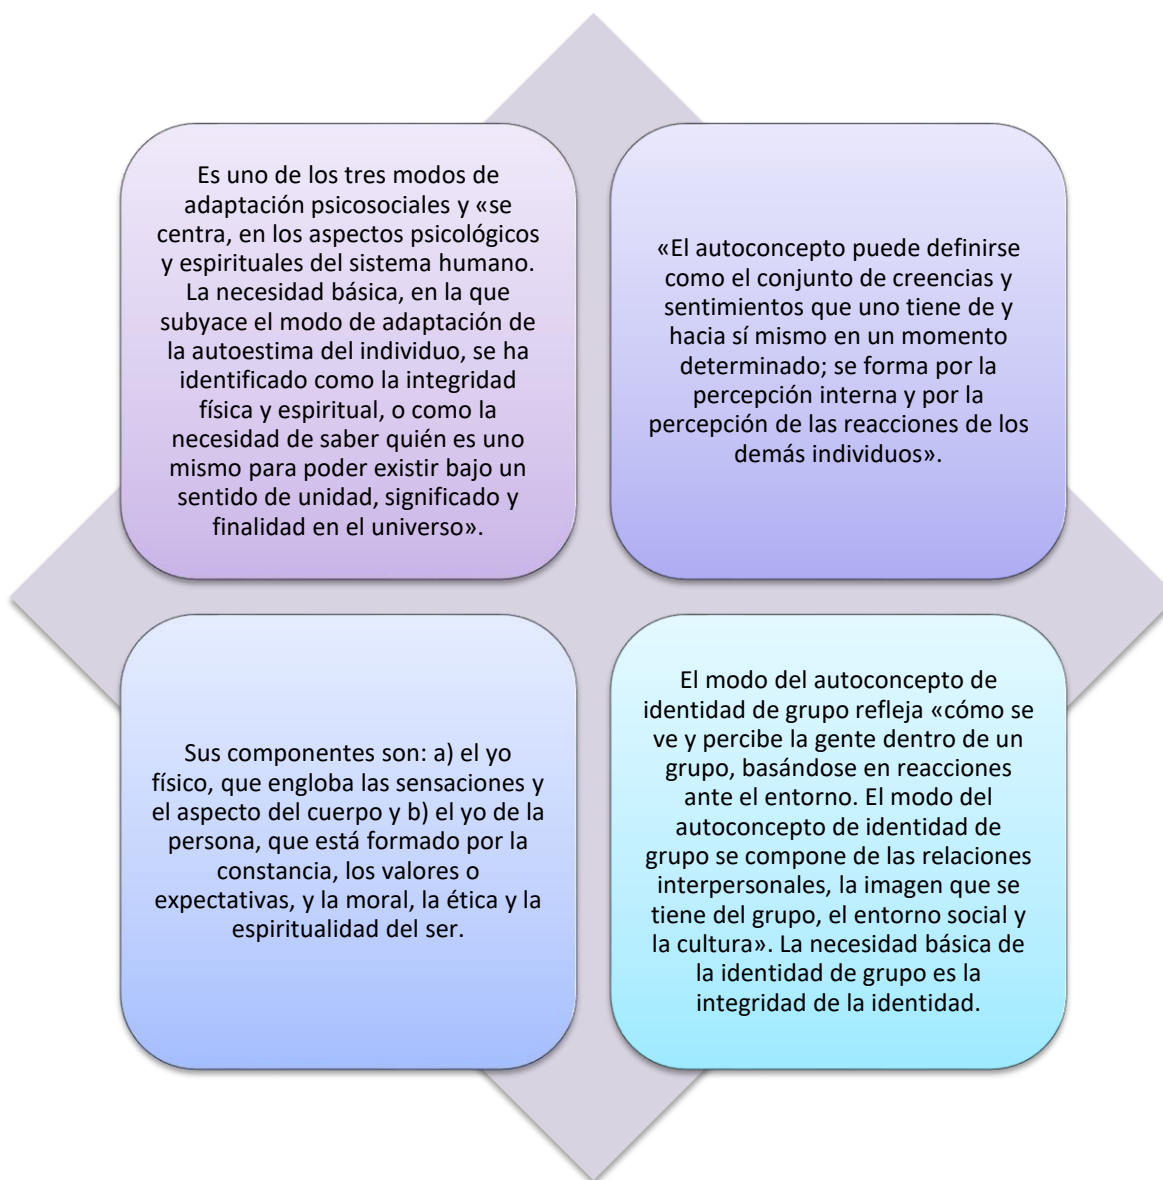 Es uno de los tres modos de
adaptación psicosociales y «se
centra, en los aspectos psicológicos
y espirituales del sistema humano.
La necesidad básica, en la que
subyace el modo de adaptación de
la autoestima del individuo, se ha
identificado como la integridad
física y espiritual, o como la
necesidad de saber quién es uno
mismo para poder existir bajo un
sentido de unidad, significado y
finalidad en el universo».
«El autoconcepto puede definirse
como el conjunto de creencias y
sentimientos que uno tiene de y
hacia sí mismo en un momento
determinado; se forma por la
percepción interna y por la
percepción de las reacciones de los
demás individuos».
Sus componentes son: a) el yo
físico, que engloba las sensaciones y
el aspecto del cuerpo y b) el yo de la
persona, que está formado por la
constancia, los valores o
expectativas, y la moral, la ética y la
espiritualidad del ser.
El modo del autoconcepto de
identidad de grupo refleja «cómo se
ve y percibe la gente dentro de un
grupo, basándose en reacciones
ante el entorno. El modo del
autoconcepto de identidad de
grupo se compone de las relaciones
interpersonales, la imagen que se
tiene del grupo, el entorno social y
la cultura». La necesidad básica de
la identidad de grupo es la
integridad de la identidad.